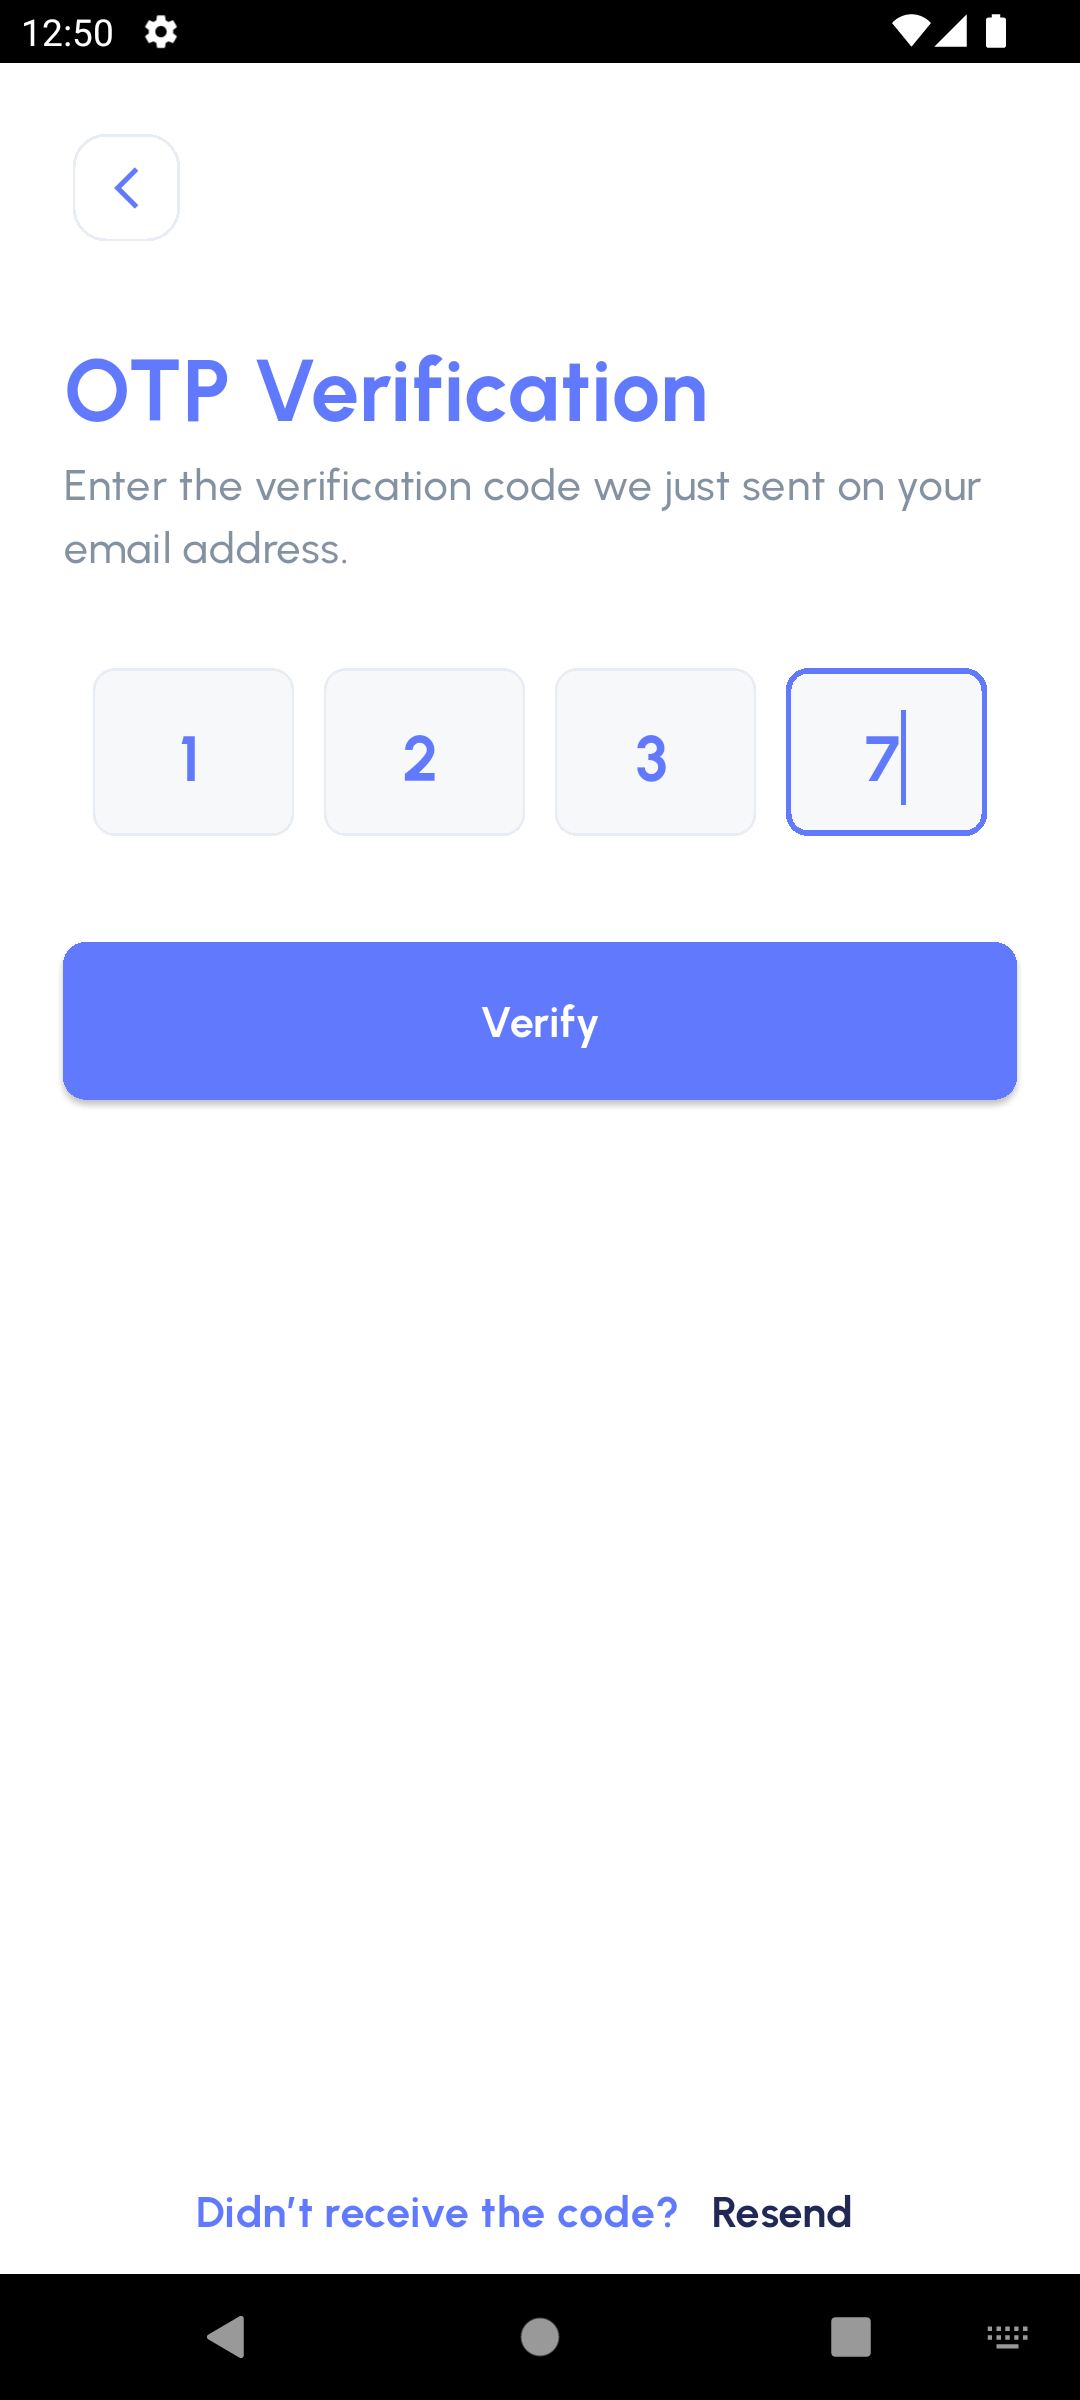 12:50
OTP Verification
Enter the verification code we just sent on your
email address.
1 2 3 7
Verify
Didn't receive the code? Resend